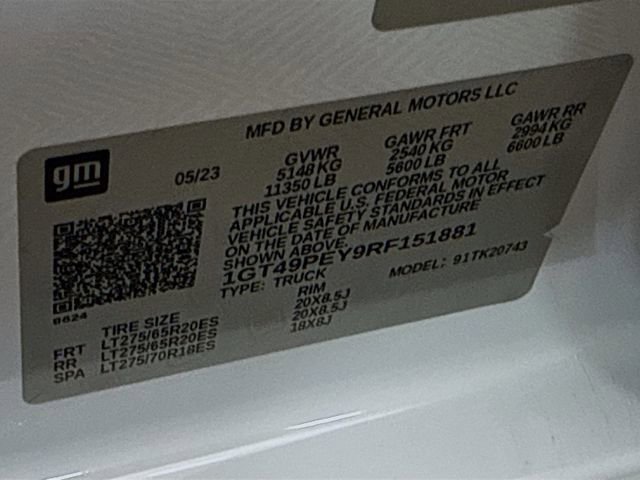 MFD BY GENERAL MOTORS LLC
gm
05/23
GVWR GAWR FRT GAWR RR
5148 KG 2540 KG 2994 KG
11350 LB 5600 LB 6600 LB
THIS VEHICLE CONFORMS TO ALL
APPLICABLE U.S. FEDERAL MOTOR
VEHICLE SAFETY STANDARDS IN EFFECT
ON THE DATE OF MANUFACTURE
SHOWN ABOVE.
1GT49PEY9RF151881
TYPE: TRUCK MODEL: 91TK20743
8624
TIRE SIZE RIM
FRT LT275/65R20ES 20X8.5J
RR LT275/65R20ES 20X8.5J
SPA LT275/70R18ES 18X8J